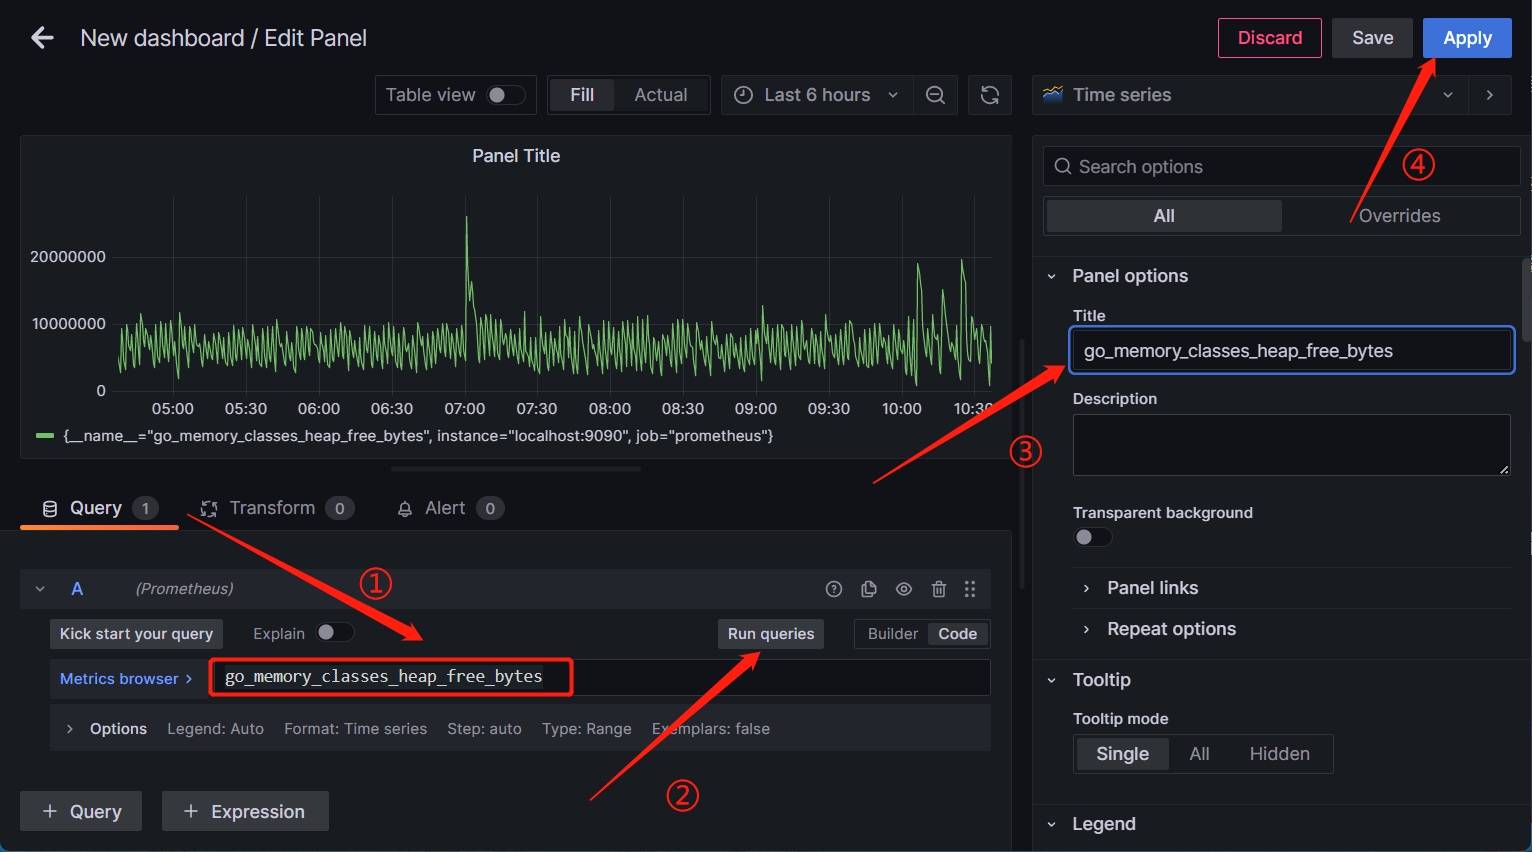 New dashboard / Edit Panel
Discard
Save
Apply
Table view
Fill
Actual
Last 6 hours
Time series
Panel Title
20000000
10000000
0
05:00
05:30
06:00
06:30
07:00
07:30
08:00
08:30
09:00
09:30
10:00
10:30
{__name__="go_memory_classes_heap_free_bytes", instance="localhost:9090", job="prometheus"}
Search options
④
All
Overrides
Panel options
Title
go_memory_classes_heap_free_bytes
③
Description
Transparent background
Panel links
Repeat options
Tooltip
Tooltip mode
Single
All
Hidden
Legend
Query 1
Transform 0
Alert 0
①
A
(Prometheus)
Kick start your query
Explain
Run queries
Builder
Code
Metrics browser >
go_memory_classes_heap_free_bytes
> Options
Legend: Auto
Format: Time series
Step: auto
Type: Range
Exemplars: false
②
+ Query
+ Expression